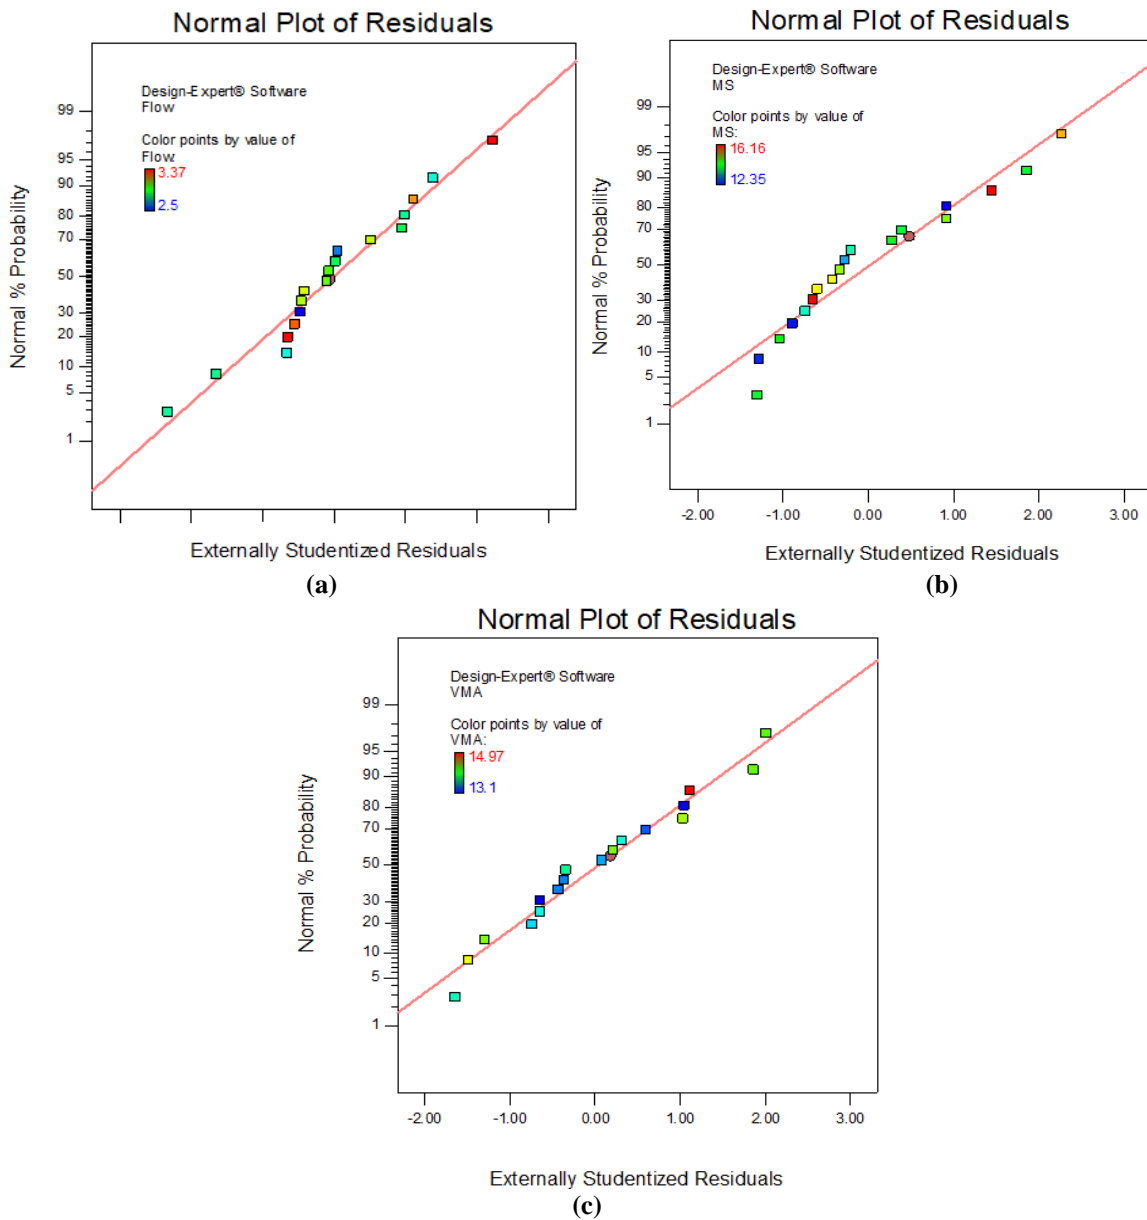 Normal Plot of Residuals
Design-Expert® Software
Flow
Color points by value of
Flow:
3.37
2.5
Normal % Probability
99
95
90
80
70
50
30
20
10
5
1
Externally Studentized Residuals
(a)
Normal Plot of Residuals
Design-Expert® Software
MS
Color points by value of
MS:
16.16
12.35
Normal % Probability
99
95
90
80
70
50
30
20
10
5
1
-2.00 -1.00 0.00 1.00 2.00 3.00
Externally Studentized Residuals
(b)
Normal Plot of Residuals
Design-Expert® Software
VMA
Color points by value of
VMA:
14.97
13.1
Normal % Probability
99
95
90
80
70
50
30
20
10
5
1
-2.00 -1.00 0.00 1.00 2.00 3.00
Externally Studentized Residuals
(c)